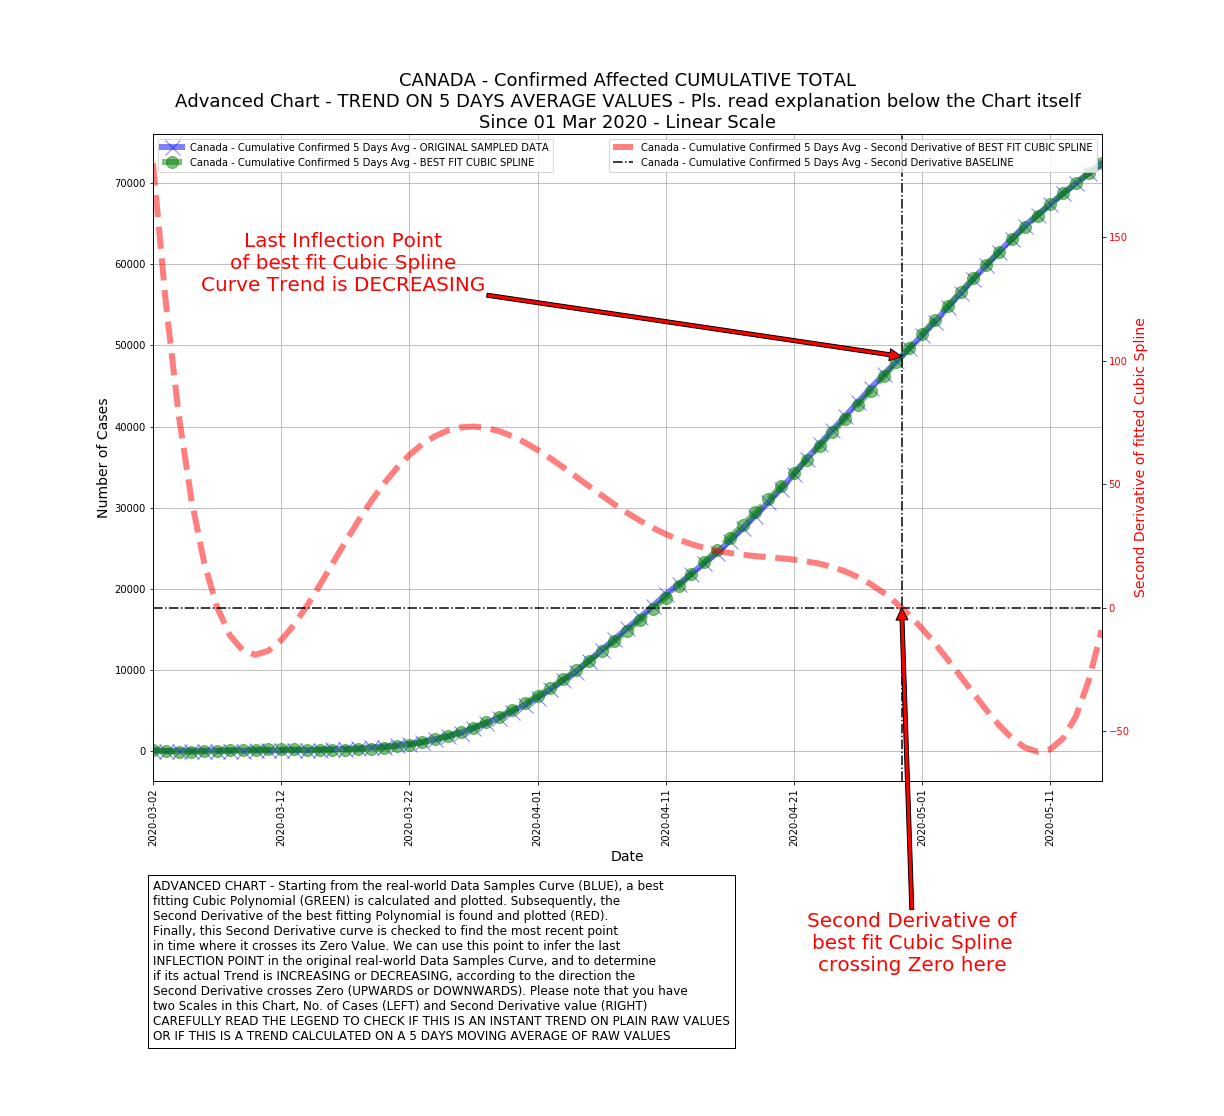 CANADA - Confirmed Affected CUMULATIVE TOTAL
Advanced Chart - TREND ON 5 DAYS AVERAGE VALUES - Pls. read explanation below the Chart itself
Since 01 Mar 2020 - Linear Scale
Canada - Cumulative Confirmed 5 Days Avg - ORIGINAL SAMPLED DATA
Canada - Cumulative Confirmed 5 Days Avg - BEST FIT CUBIC SPLINE
Canada - Cumulative Confirmed 5 Days Avg - Second Derivative of BEST FIT CUBIC SPLINE
Canada - Cumulative Confirmed 5 Days Avg - Second Derivative BASELINE
Last Inflection Point
of best fit Cubic Spline
Curve Trend is DECREASING
Number of Cases
70000
60000
50000
40000
30000
20000
10000
0
Second Derivative of fitted Cubic Spline
150
100
50
0
−50
2020-03-02
2020-03-12
2020-03-22
2020-04-01
2020-04-11
2020-04-21
2020-05-01
2020-05-11
Date
Second Derivative of
best fit Cubic Spline
crossing Zero here
ADVANCED CHART - Starting from the real-world Data Samples Curve (BLUE), a best
fitting Cubic Polynomial (GREEN) is calculated and plotted. Subsequently, the
Second Derivative of the best fitting Polynomial is found and plotted (RED).
Finally, this Second Derivative curve is checked to find the most recent point
in time where it crosses its Zero Value. We can use this point to infer the last
INFLECTION POINT in the original real-world Data Samples Curve, and to determine
if its actual Trend is INCREASING or DECREASING, according to the direction the
Second Derivative crosses Zero (UPWARDS or DOWNWARDS). Please note that you have
two Scales in this Chart, No. of Cases (LEFT) and Second Derivative value (RIGHT)
CAREFULLY READ THE LEGEND TO CHECK IF THIS IS AN INSTANT TREND ON PLAIN RAW VALUES
OR IF THIS IS A TREND CALCULATED ON A 5 DAYS MOVING AVERAGE OF RAW VALUES